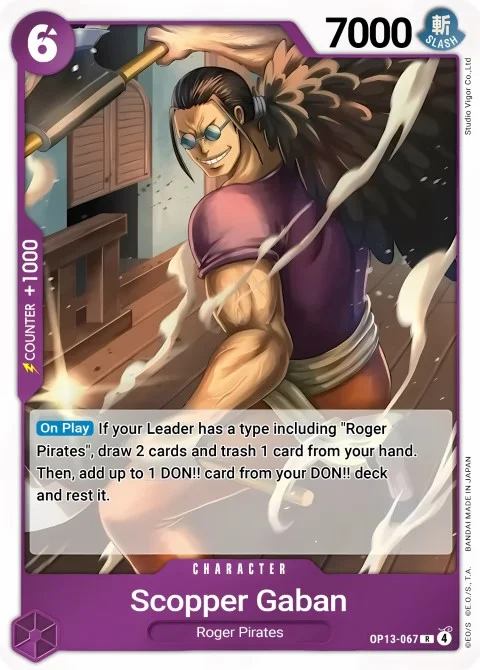 6
7000
斬
SLASH
Studio Vigor Co.,Ltd
COUNTER +1000
On Play If your Leader has a type including "Roger
Pirates", draw 2 cards and trash 1 card from your hand.
Then, add up to 1 DON!! card from your DON!! deck
and rest it.
©E.O/S ©E.O./S.,T.A. BANDAI MADE IN JAPAN
CHARACTER
Scopper Gaban
Roger Pirates
OP13-067 R 4